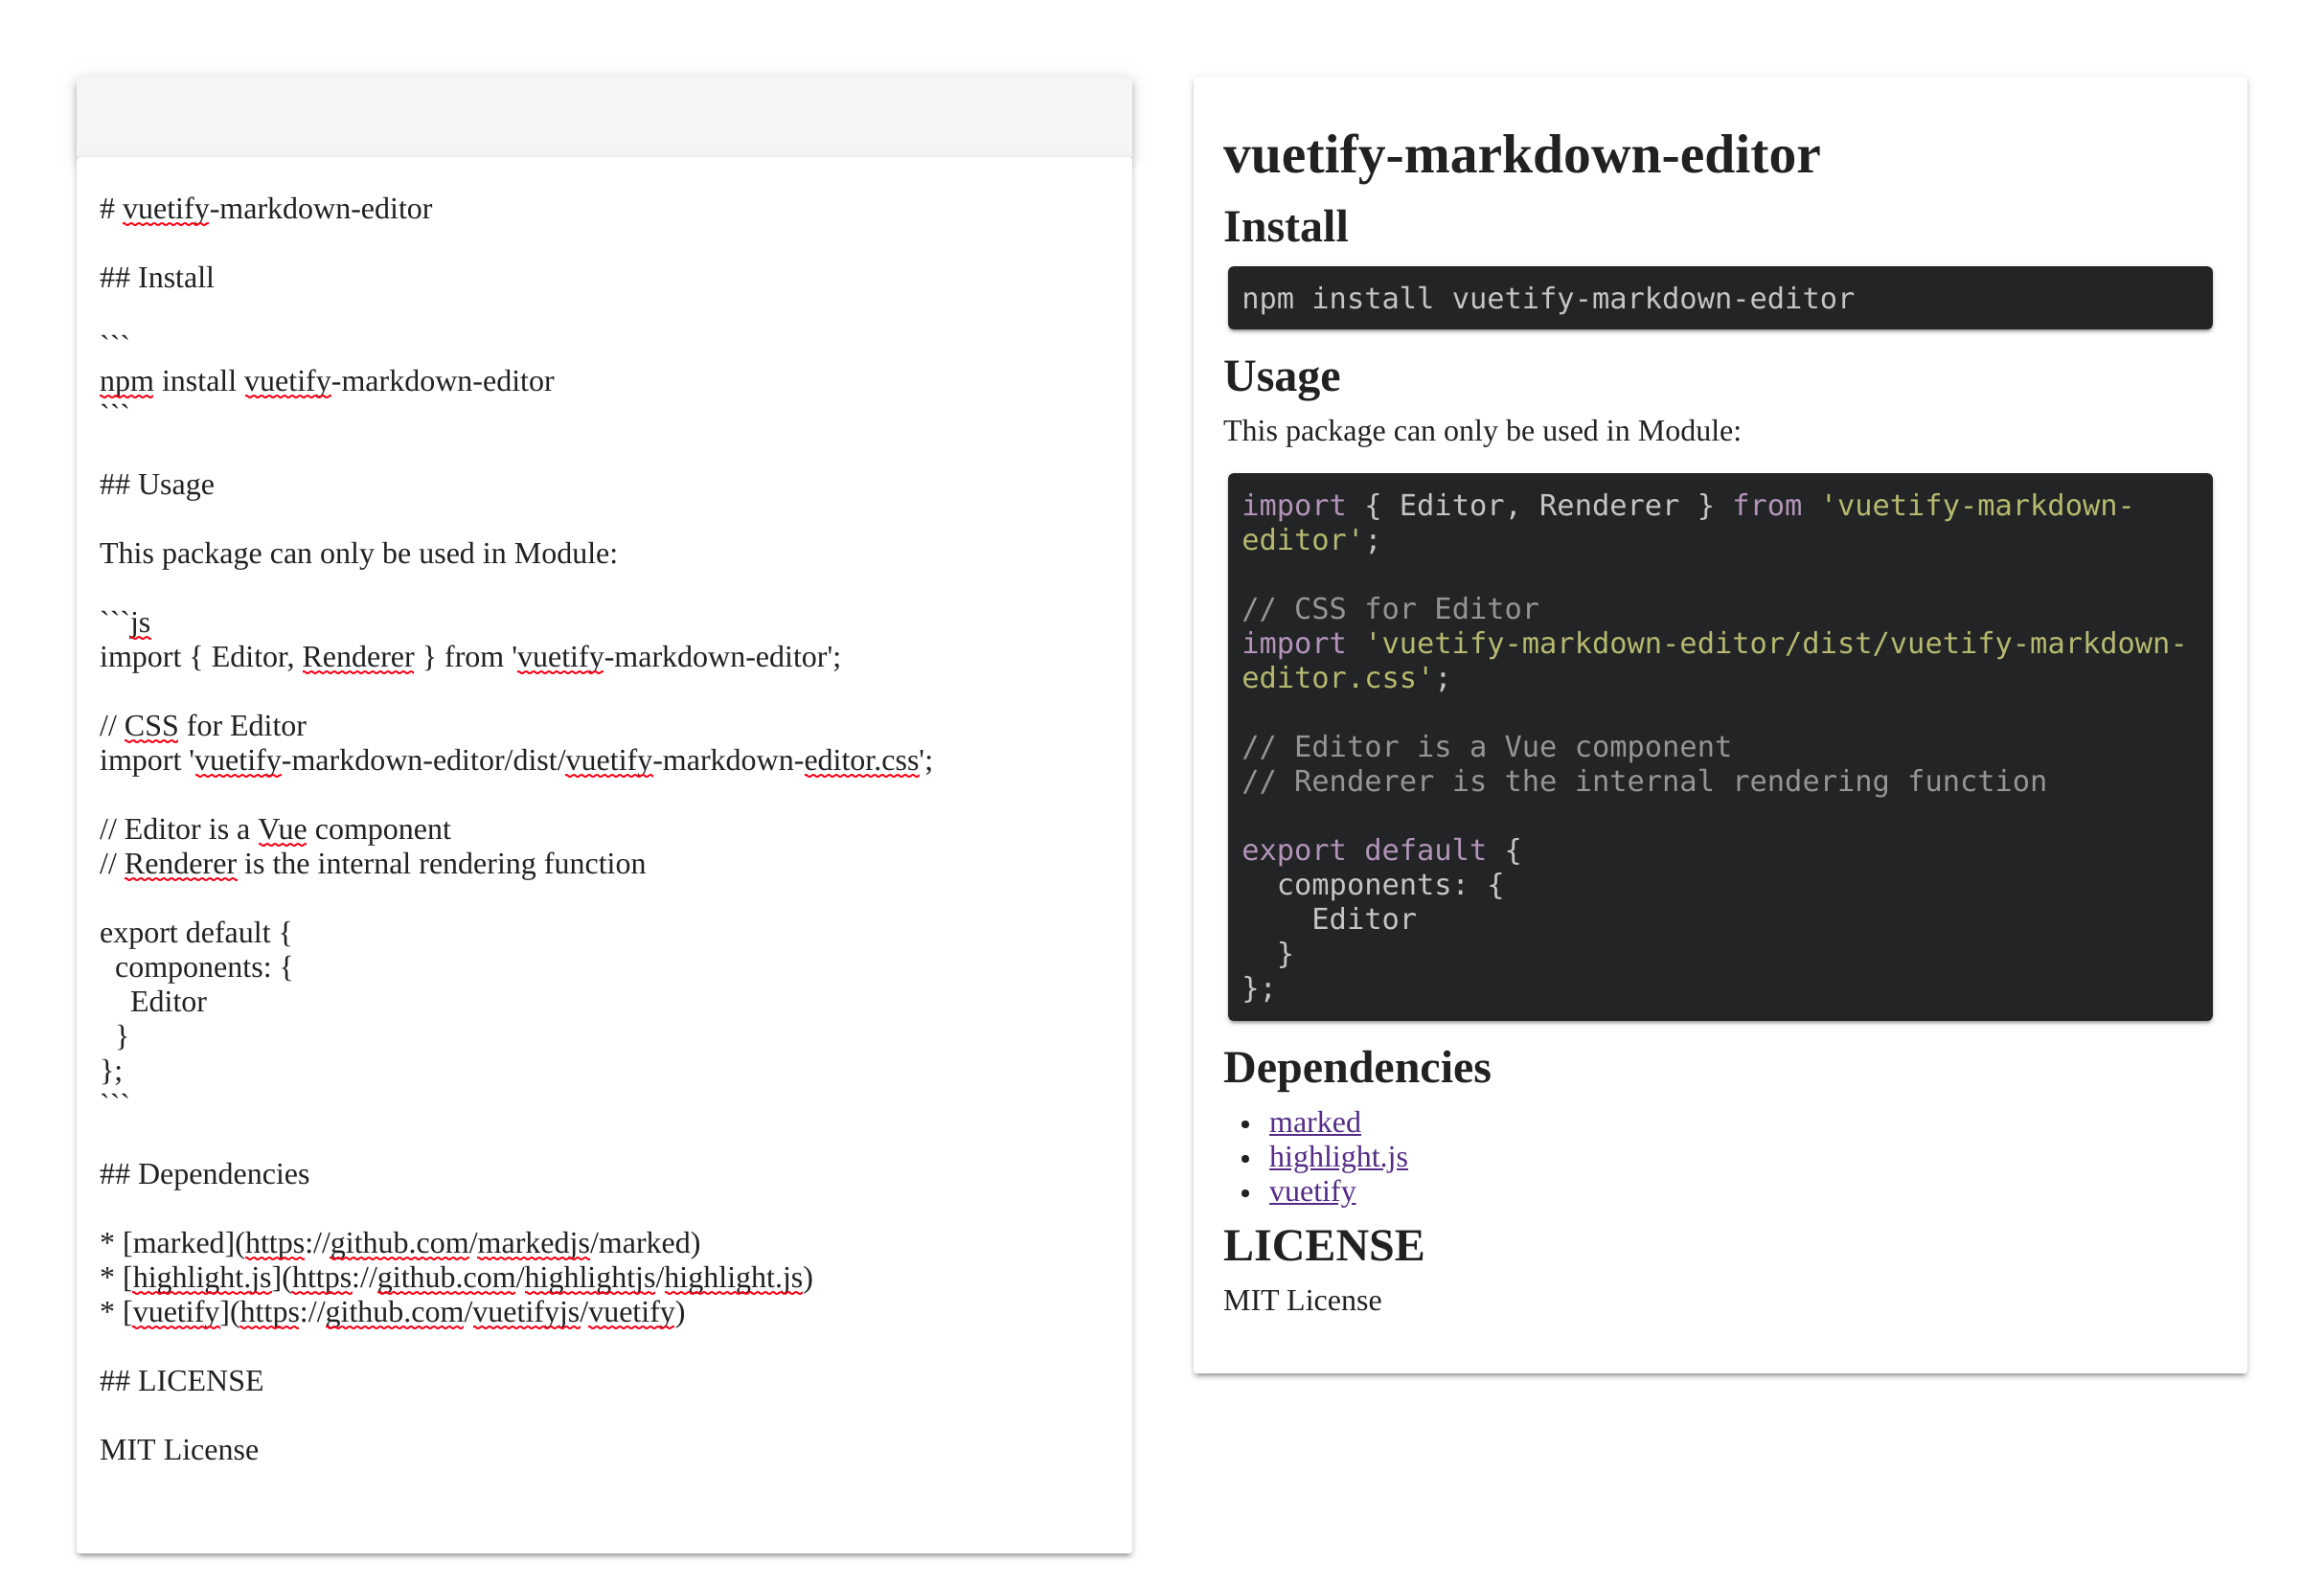 # vuetify-markdown-editor
## Install
```
npm install vuetify-markdown-editor
```
## Usage
This package can only be used in Module:
```js
import { Editor, Renderer } from 'vuetify-markdown-editor';
// CSS for Editor
import 'vuetify-markdown-editor/dist/vuetify-markdown-editor.css';
// Editor is a Vue component
// Renderer is the internal rendering function
export default {
  components: {
    Editor
  }
};
```
## Dependencies
* [marked](https://github.com/markedjs/marked)
* [highlight.js](https://github.com/highlightjs/highlight.js)
* [vuetify](https://github.com/vuetifyjs/vuetify)
## LICENSE
MIT License
vuetify-markdown-editor
Install
npm install vuetify-markdown-editor
Usage
This package can only be used in Module:
import { Editor, Renderer } from 'vuetify-markdown-
editor';
// CSS for Editor
import 'vuetify-markdown-editor/dist/vuetify-markdown-
editor.css';
// Editor is a Vue component
// Renderer is the internal rendering function
export default {
  components: {
    Editor
  }
};
Dependencies
• marked
• highlight.js
• vuetify
LICENSE
MIT License